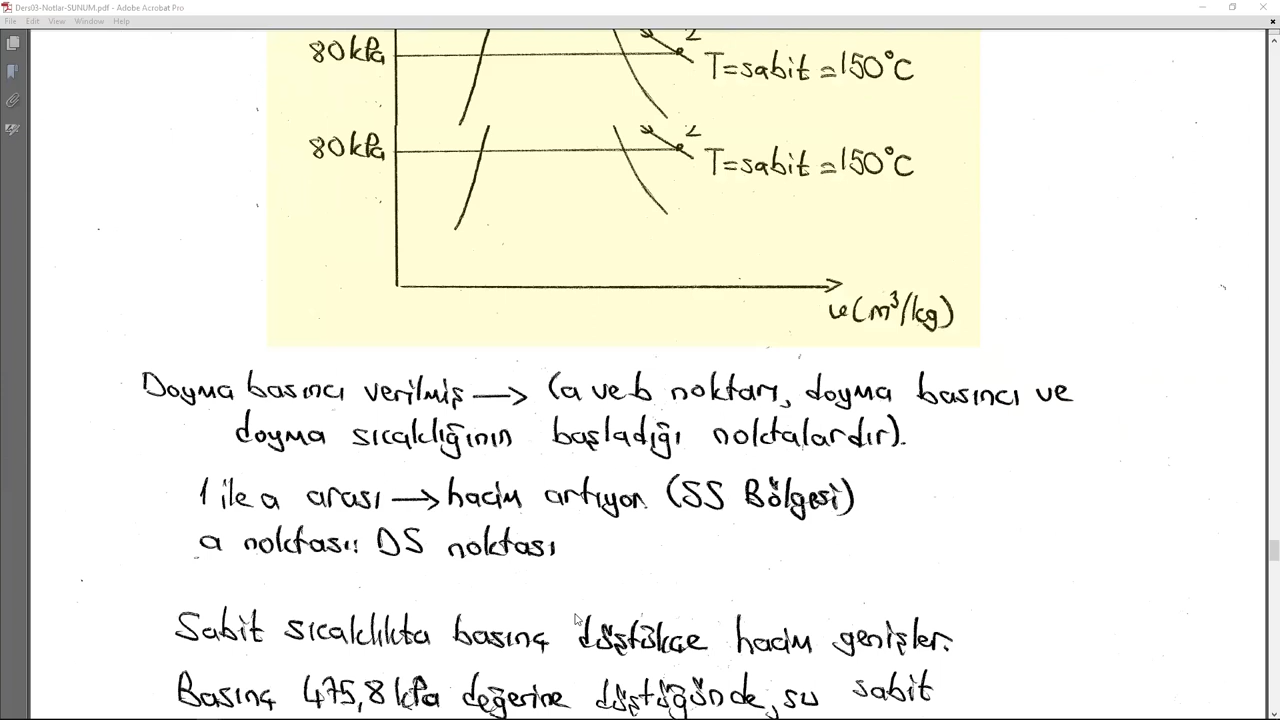 Ders03-Notlar-SUNUM.pdf - Adobe Acrobat Pro
File Edit View Window Help
80kPa
2
T=sabit=150°C
80kPa
2
T=sabit=150°C
v(m³/kg)
Doyma basıncı verilmiş → (a ve b noktarı, doyma basıncı ve
doyma sıcaklığının başladığı noktalardır).
1 ile a arası → hacim artıyor (SS Bölgesi)
a noktası: DS noktası
Sabit sıcaklıkta basınç düştükçe hacim genişler.
Basınç 475,8 kPa değerine düştüğünde, su sabit